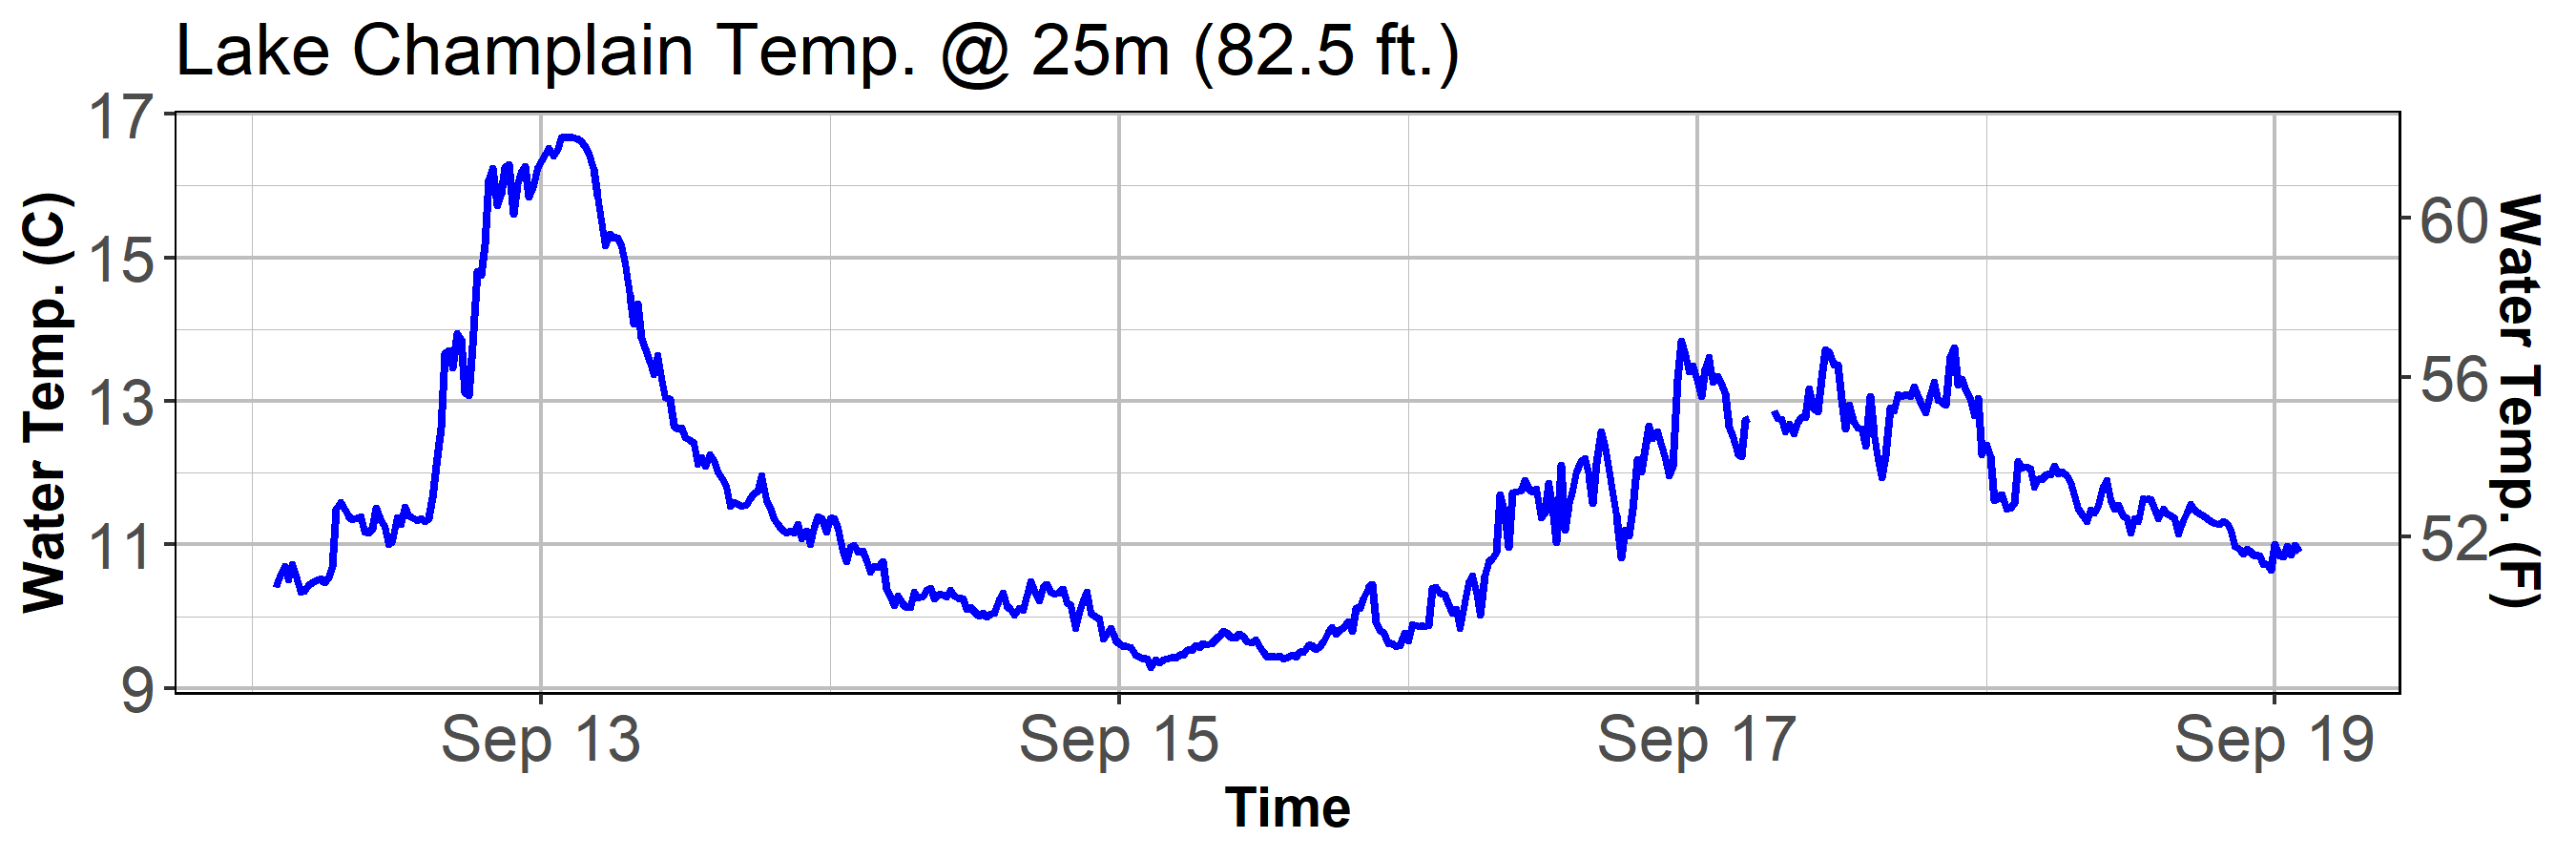 Lake Champlain Temp. @ 25m (82.5 ft.)
Water Temp. (C)
17
15
13
11
9
60
56
52
Water Temp. (F)
Sep 13
Sep 15
Sep 17
Sep 19
Time